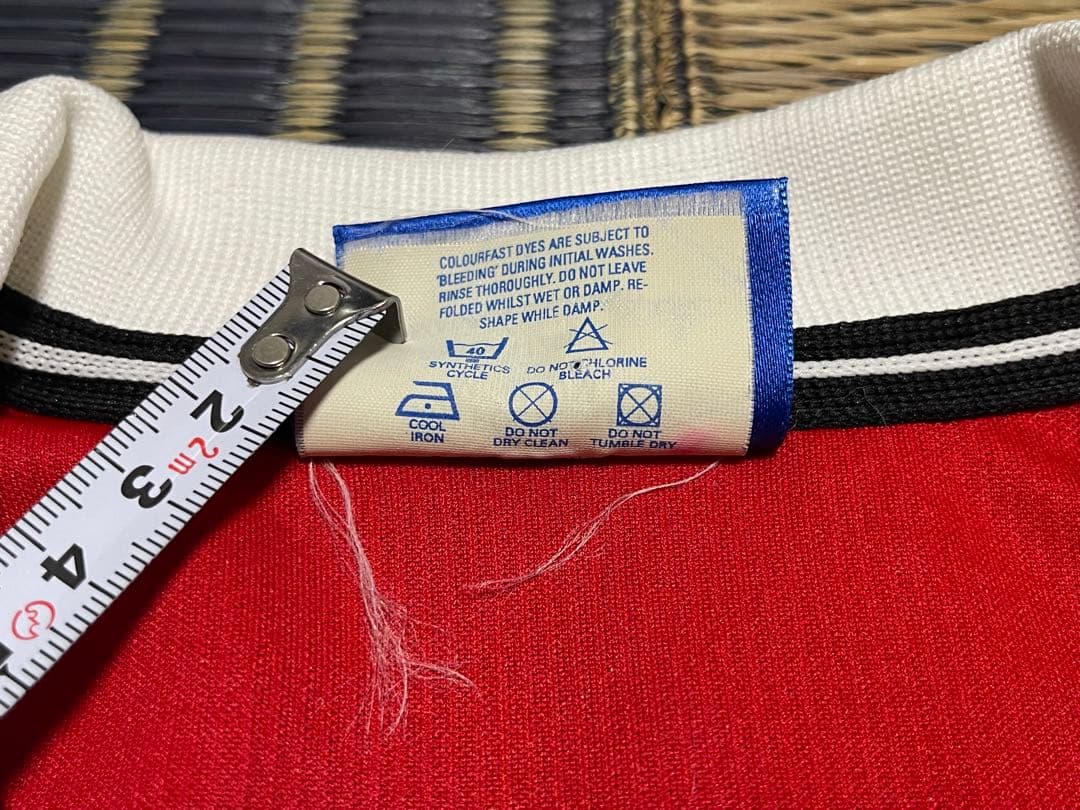 COLOURFAST DYES ARE SUBJECT TO
'BLEEDING' DURING INITIAL WASHES.
RINSE THOROUGHLY. DO NOT LEAVE
FOLDED WHILST WET OR DAMP. RE-
SHAPE WHILE DAMP.
40
SYNTHETICS
CYCLE
DO NOT CHLORINE
BLEACH
COOL
IRON
DO NOT
DRY CLEAN
DO NOT
TUMBLE DRY
2
2m
3
4